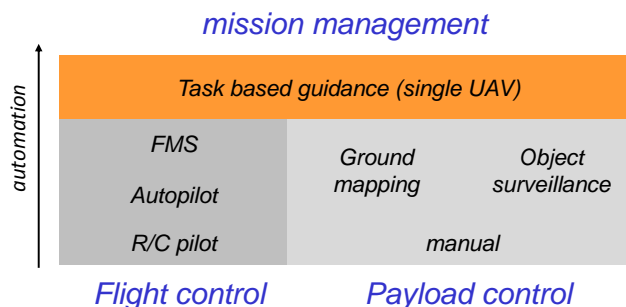 mission management
automation
Task based guidance (single UAV)
FMS
Autopilot
R/C pilot
Ground
mapping
Object
surveillance
manual
Flight control
Payload control